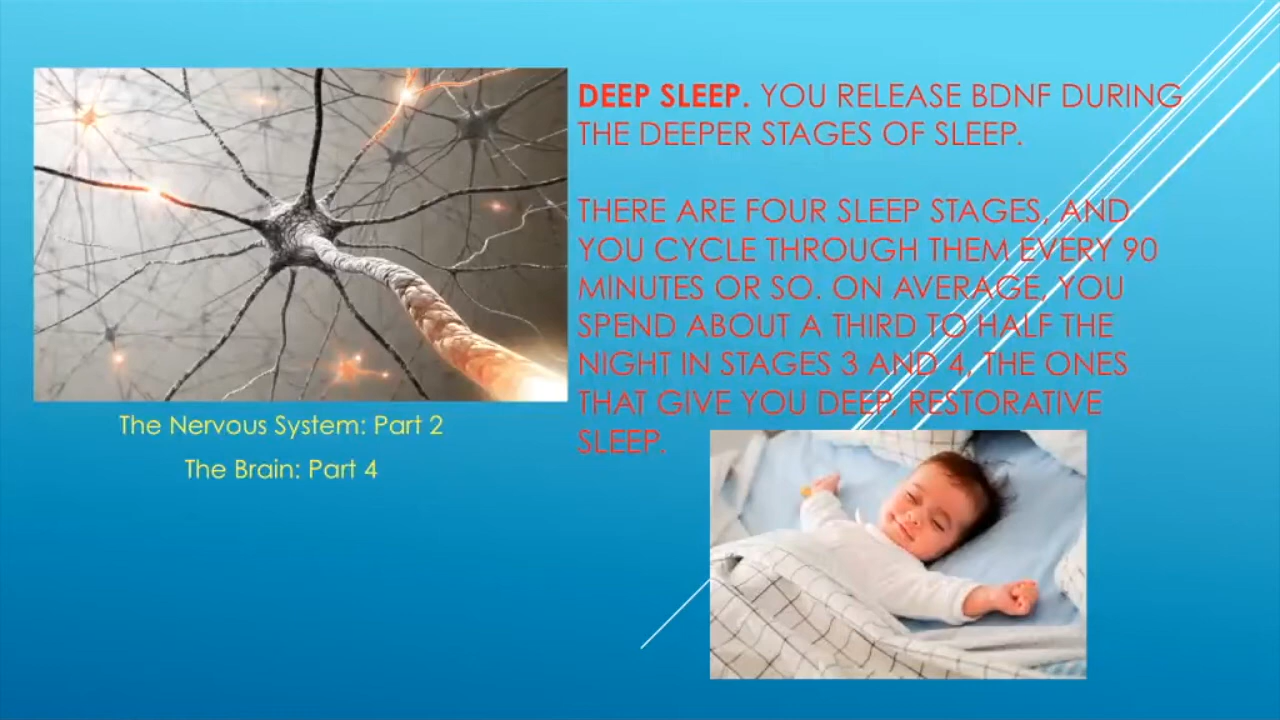 DEEP SLEEP. YOU RELEASE BDNF DURING
THE DEEPER STAGES OF SLEEP.
THERE ARE FOUR SLEEP STAGES, AND
YOU CYCLE THROUGH THEM EVERY 90
MINUTES OR SO. ON AVERAGE, YOU
SPEND ABOUT A THIRD TO HALF THE
NIGHT IN STAGES 3 AND 4, THE ONES
THAT GIVE YOU DEEP, RESTORATIVE
SLEEP.
The Nervous System: Part 2
The Brain: Part 4